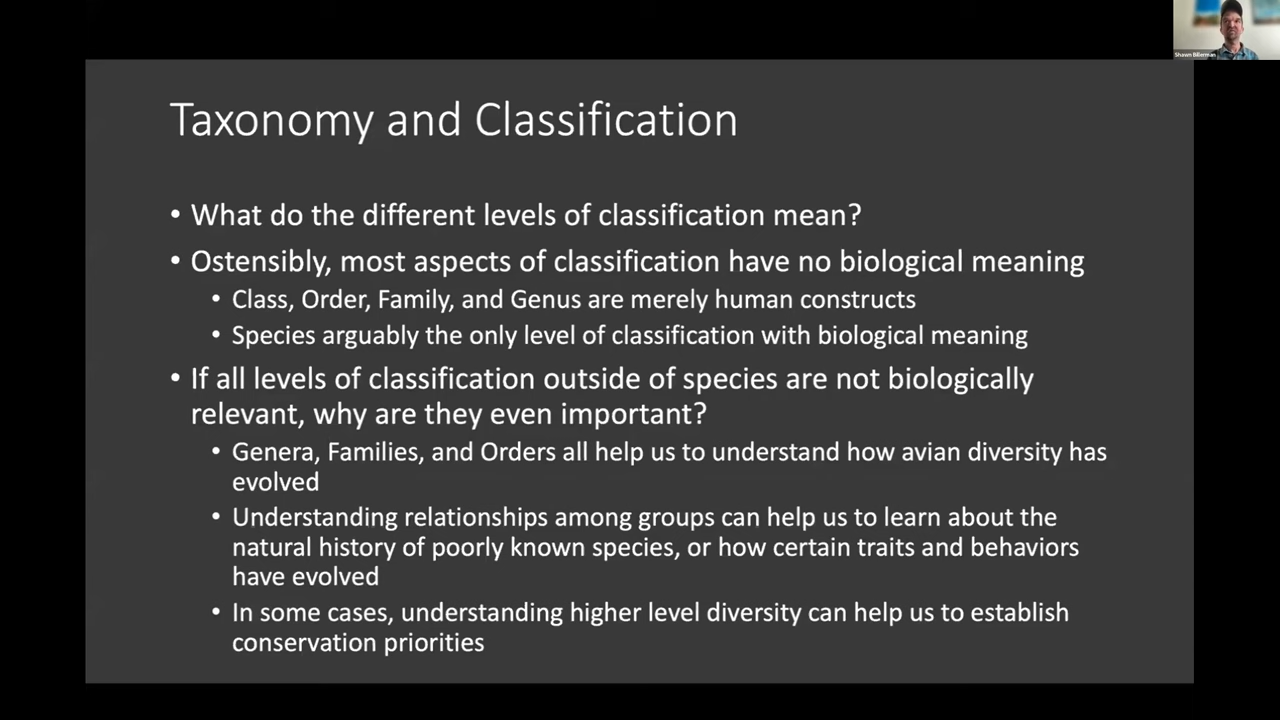 Shawn Billerman
Taxonomy and Classification
• What do the different levels of classification mean?
• Ostensibly, most aspects of classification have no biological meaning
• Class, Order, Family, and Genus are merely human constructs
• Species arguably the only level of classification with biological meaning
• If all levels of classification outside of species are not biologically
relevant, why are they even important?
• Genera, Families, and Orders all help us to understand how avian diversity has
evolved
• Understanding relationships among groups can help us to learn about the
natural history of poorly known species, or how certain traits and behaviors
have evolved
• In some cases, understanding higher level diversity can help us to establish
conservation priorities